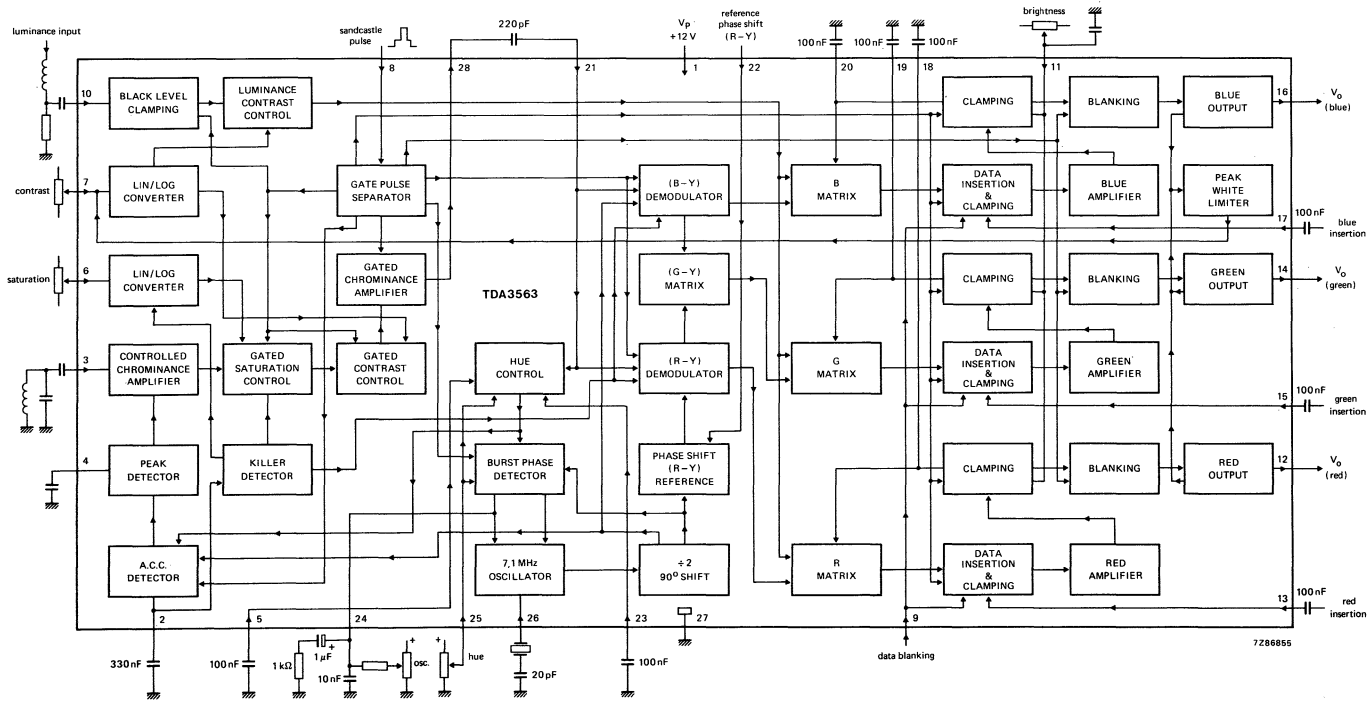 luminance input
sandcastle
pulse
220 pF
Vp
+12 V
reference
phase shift
(R−Y)
100 nF
100 nF
100 nF
brightness
8
28
21
1
22
20
19
18
11
10
BLACK LEVEL
CLAMPING
LUMINANCE
CONTRAST
CONTROL
CLAMPING
BLANKING
BLUE
OUTPUT
16
Vo
(blue)
contrast
7
LIN/LOG
CONVERTER
GATE PULSE
SEPARATOR
(B−Y)
DEMODULATOR
B
MATRIX
DATA
INSERTION
&
CLAMPING
BLUE
AMPLIFIER
PEAK
WHITE
LIMITER
17
100 nF
blue
insertion
saturation
6
LIN/LOG
CONVERTER
GATED
CHROMINANCE
AMPLIFIER
TDA3563
(G−Y)
MATRIX
CLAMPING
BLANKING
GREEN
OUTPUT
14
Vo
(green)
3
CONTROLLED
CHROMINANCE
AMPLIFIER
GATED
SATURATION
CONTROL
GATED
CONTRAST
CONTROL
HUE
CONTROL
(R−Y)
DEMODULATOR
G
MATRIX
DATA
INSERTION
&
CLAMPING
GREEN
AMPLIFIER
15
100 nF
green
insertion
4
PEAK
DETECTOR
KILLER
DETECTOR
BURST PHASE
DETECTOR
PHASE SHIFT
(R−Y)
REFERENCE
CLAMPING
BLANKING
RED
OUTPUT
12
Vo
(red)
A.C.C.
DETECTOR
7,1 MHz
OSCILLATOR
÷2
90° SHIFT
R
MATRIX
DATA
INSERTION
&
CLAMPING
RED
AMPLIFIER
13
100 nF
red
insertion
2
5
24
25
26
23
27
9
7Z86855
330 nF
100 nF
1 kΩ
1 µF
+
10 nF
+
osc.
+
hue
20 pF
100 nF
data blanking